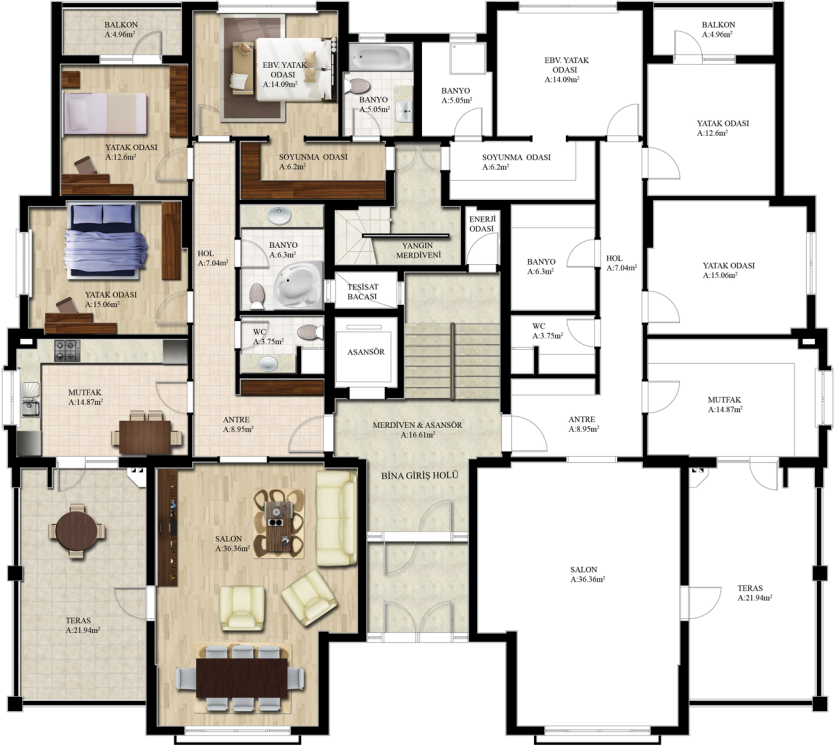 BALKON
A:4.96m²
EBV. YATAK
ODASI
A:14.09m²
BANYO
A:5.05m²
BANYO
A:5.05m²
EBV. YATAK
ODASI
A:14.09m²
BALKON
A:4.96m²
YATAK ODASI
A:12.6m²
YATAK ODASI
A:12.6m²
SOYUNMA ODASI
A:6.2m²
SOYUNMA ODASI
A:6.2m²
ENERJİ
ODASI
YANGIN
MERDİVENİ
BANYO
A:6.3m²
HOL
A:7.04m²
BANYO
A:6.3m²
HOL
A:7.04m²
YATAK ODASI
A:15.06m²
YATAK ODASI
A:15.06m²
TEŞİSAT
BACASI
WC
A:3.75m²
WC
A:3.75m²
ASANSÖR
MUTFAK
A:14.87m²
MUTFAK
A:14.87m²
ANTRE
A:8.95m²
MERDİVEN & ASANSÖR
A:16.61m²
ANTRE
A:8.95m²
BİNA GİRİŞ HOLÜ
SALON
A:36.36m²
SALON
A:36.36m²
TERAS
A:21.94m²
TERAS
A:21.94m²